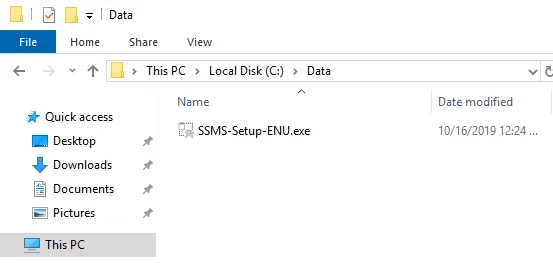 Data
File Home Share View
This PC > Local Disk (C:) > Data
Name Date modified
Quick access
SSMS-Setup-ENU.exe 10/16/2019 12:24 ...
Desktop
Downloads
Documents
Pictures
This PC